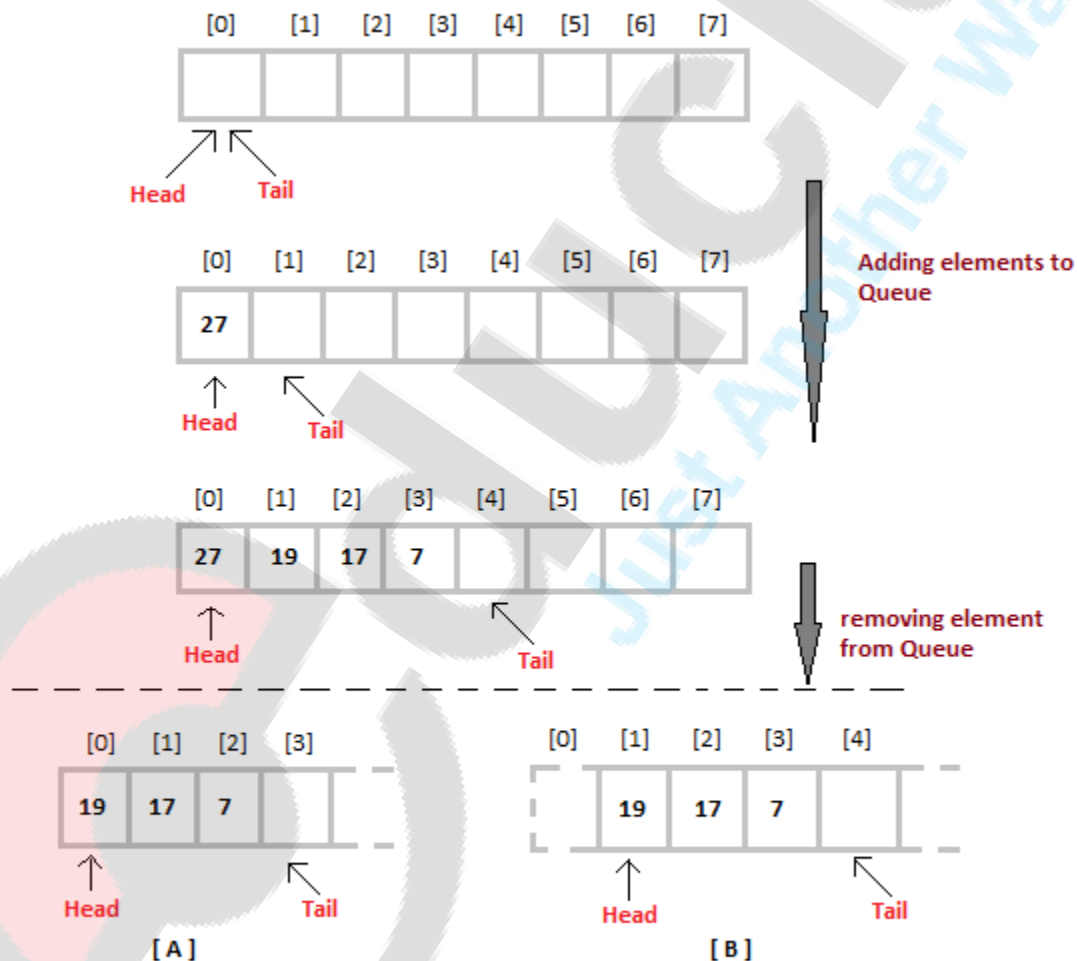 [0] [1] [2] [3] [4] [5] [6] [7]
Head Tail
[0] [1] [2] [3] [4] [5] [6] [7]
Adding elements to
Queue
27
Head Tail
[0] [1] [2] [3] [4] [5] [6] [7]
27 19 17 7
removing element
from Queue
Head Tail
[0] [1] [2] [3]
19 17 7
Head Tail
[ A ]
[0] [1] [2] [3] [4]
19 17 7
Head Tail
[ B ]
Just Another Wa